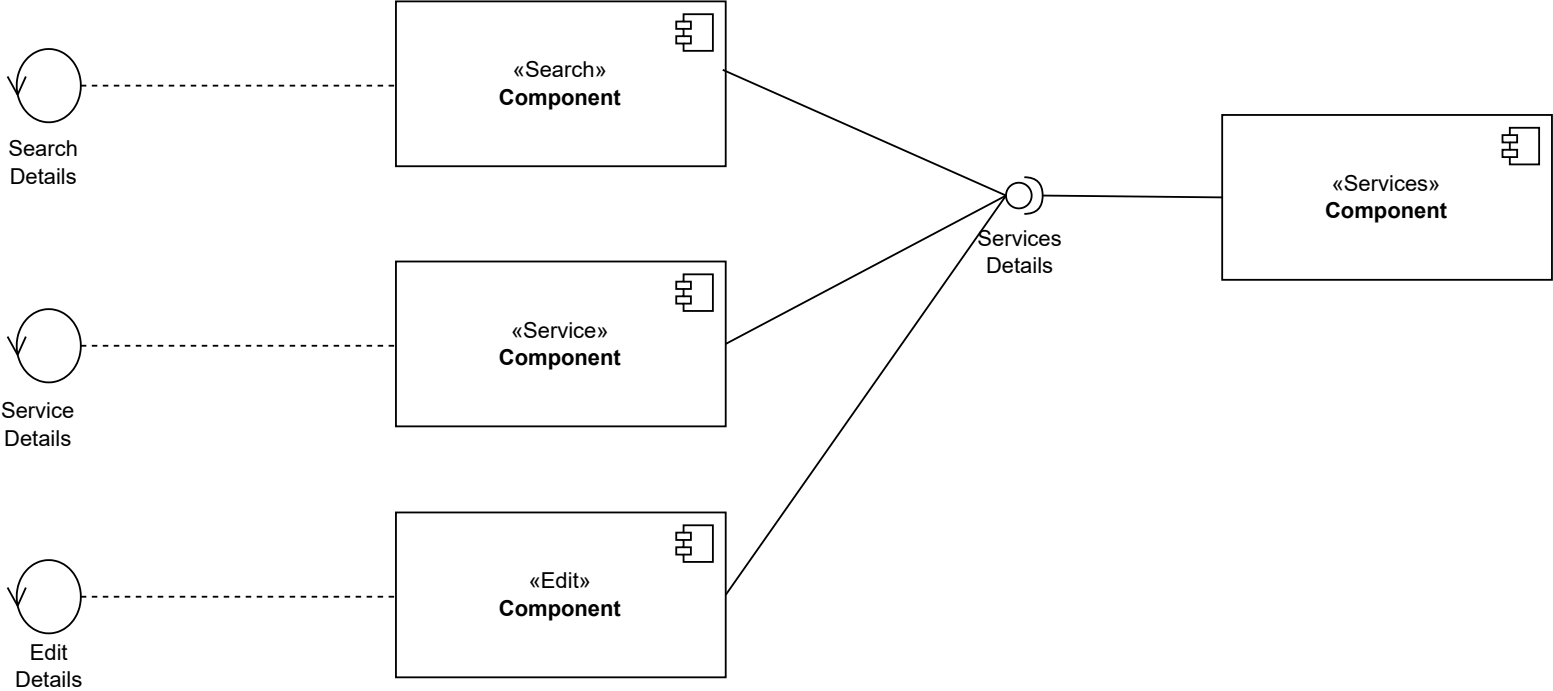 «Search»
Component
Search
Details
«Services»
Component
Services
Details
«Service»
Component
Service
Details
«Edit»
Component
Edit
Details